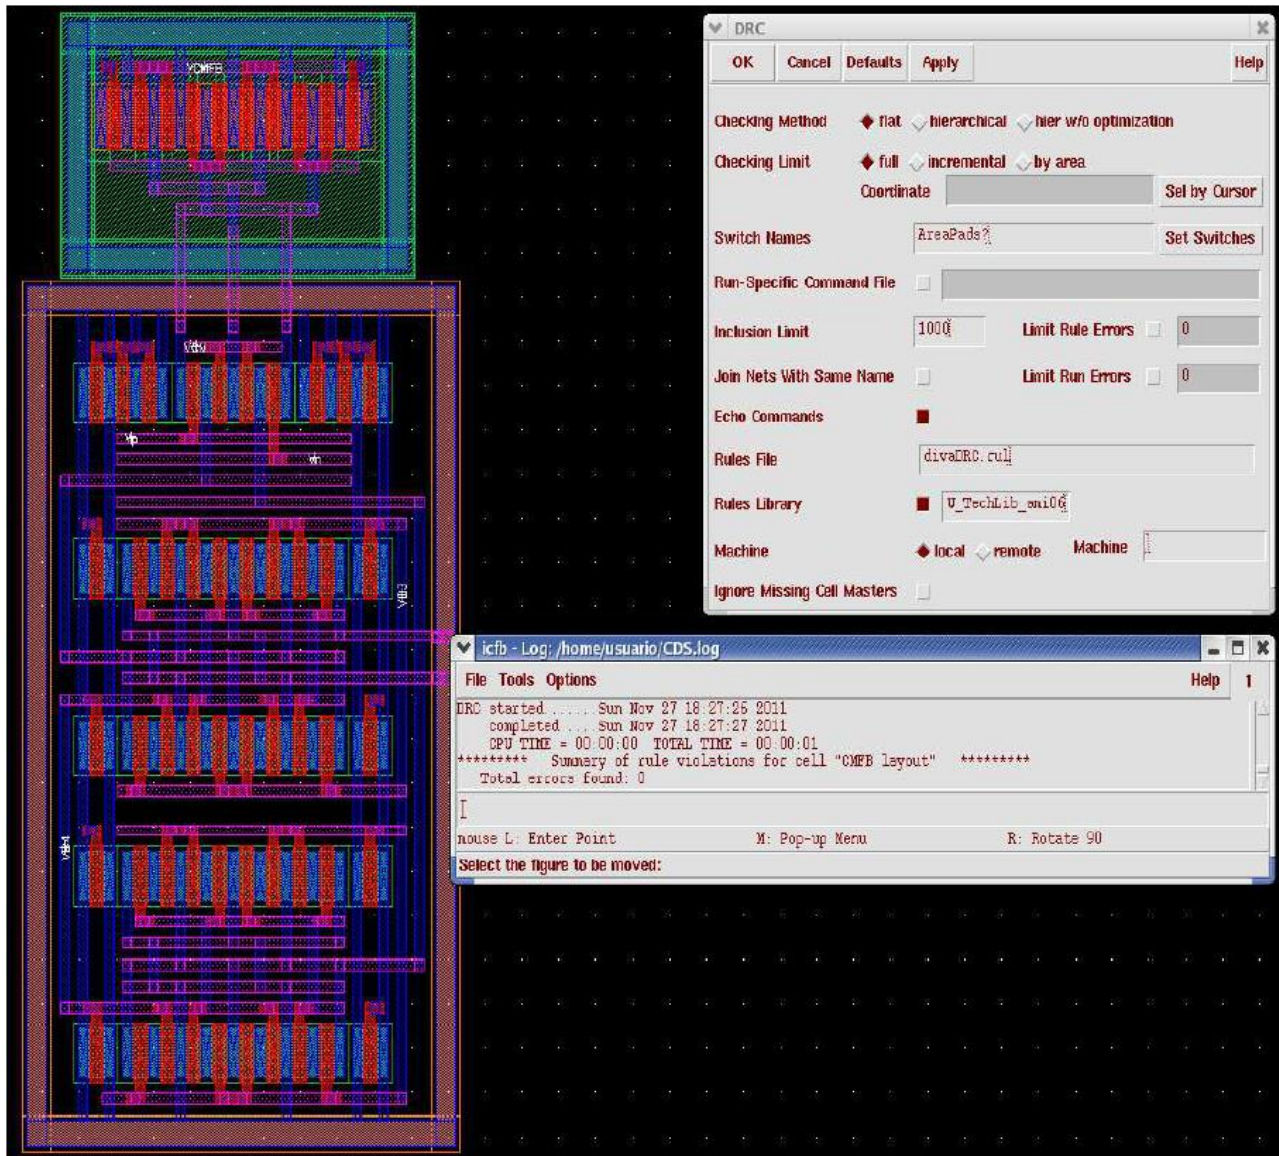 VCMFB
Vip
Vin
DRC
OK Cancel Defaults Apply Help
Checking Method flat hierarchical hier w/o optimization
Checking Limit full incremental by area
Coordinate Sel by Cursor
Switch Names AreaPads? Set Switches
Run-Specific Command File
Inclusion Limit 1000 Limit Rule Errors 0
Join Nets With Same Name Limit Run Errors 0
Echo Commands
Rules File divaDRC.rul
Rules Library U_TechLib_ami06
Machine local remote Machine
Ignore Missing Cell Masters
icfb - Log: /home/usuario/CDS.log
File Tools Options Help 1
DRC started ......Sun Nov 27 18:27:26 2011
completed ....Sun Nov 27 18:27:27 2011
CPU TIME = 00:00:00 TOTAL TIME = 00:00:01
********* Summary of rule violations for cell "CMFB layout" *********
Total errors found: 0
mouse L: Enter Point M: Pop-up Menu R: Rotate 90
Select the figure to be moved: